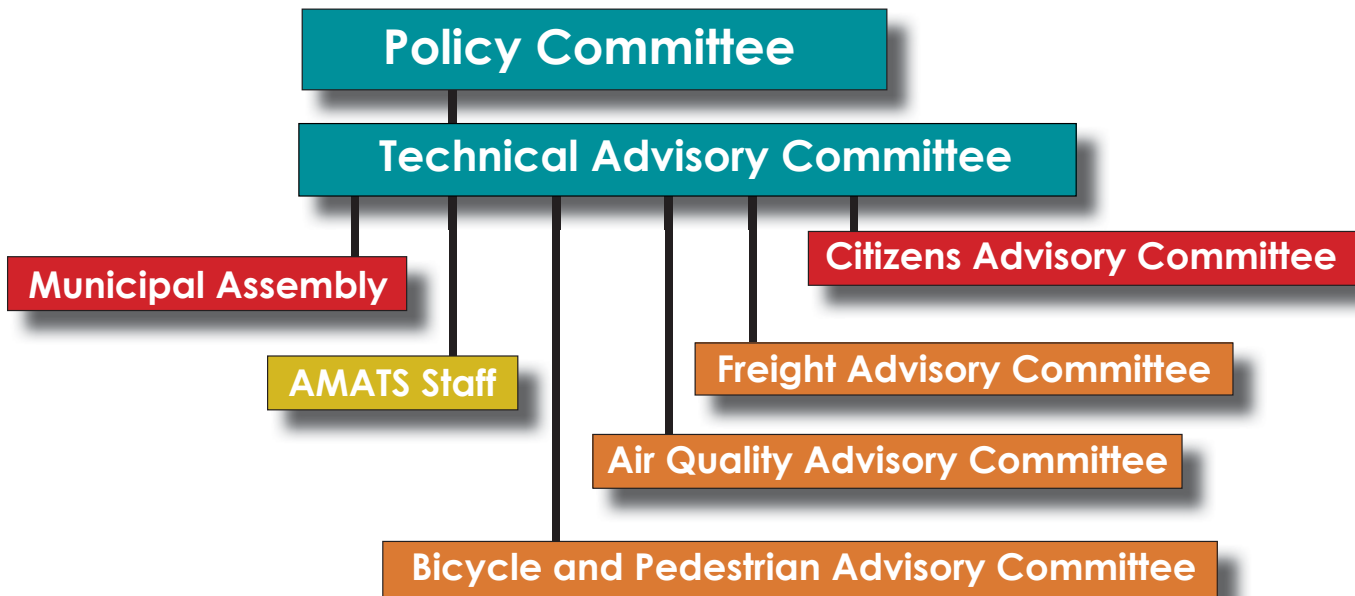 Policy Committee
Technical Advisory Committee
Citizens Advisory Committee
Municipal Assembly
Freight Advisory Committee
AMATS Staff
Air Quality Advisory Committee
Bicycle and Pedestrian Advisory Committee